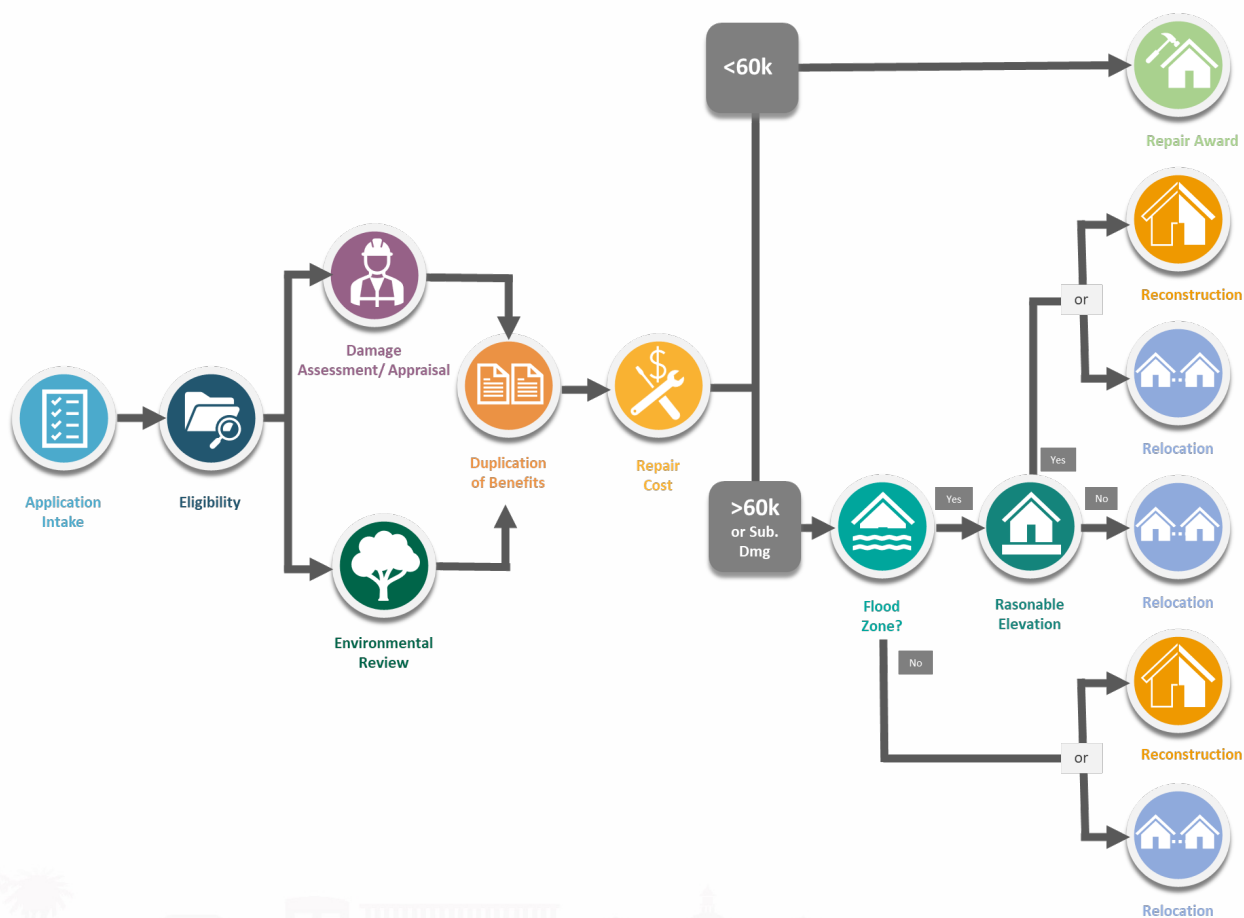 <60k
Repair Award
Reconstruction
or
Damage
Assessment/ Appraisal
$
Relocation
Application
Intake
Eligibility
Duplication
of Benefits
Repair
Cost
Yes
>60k
or Sub.
Dmg
Yes
No
Flood
Zone?
Rasonable
Elevation
Relocation
Environmental
Review
No
Reconstruction
or
Relocation